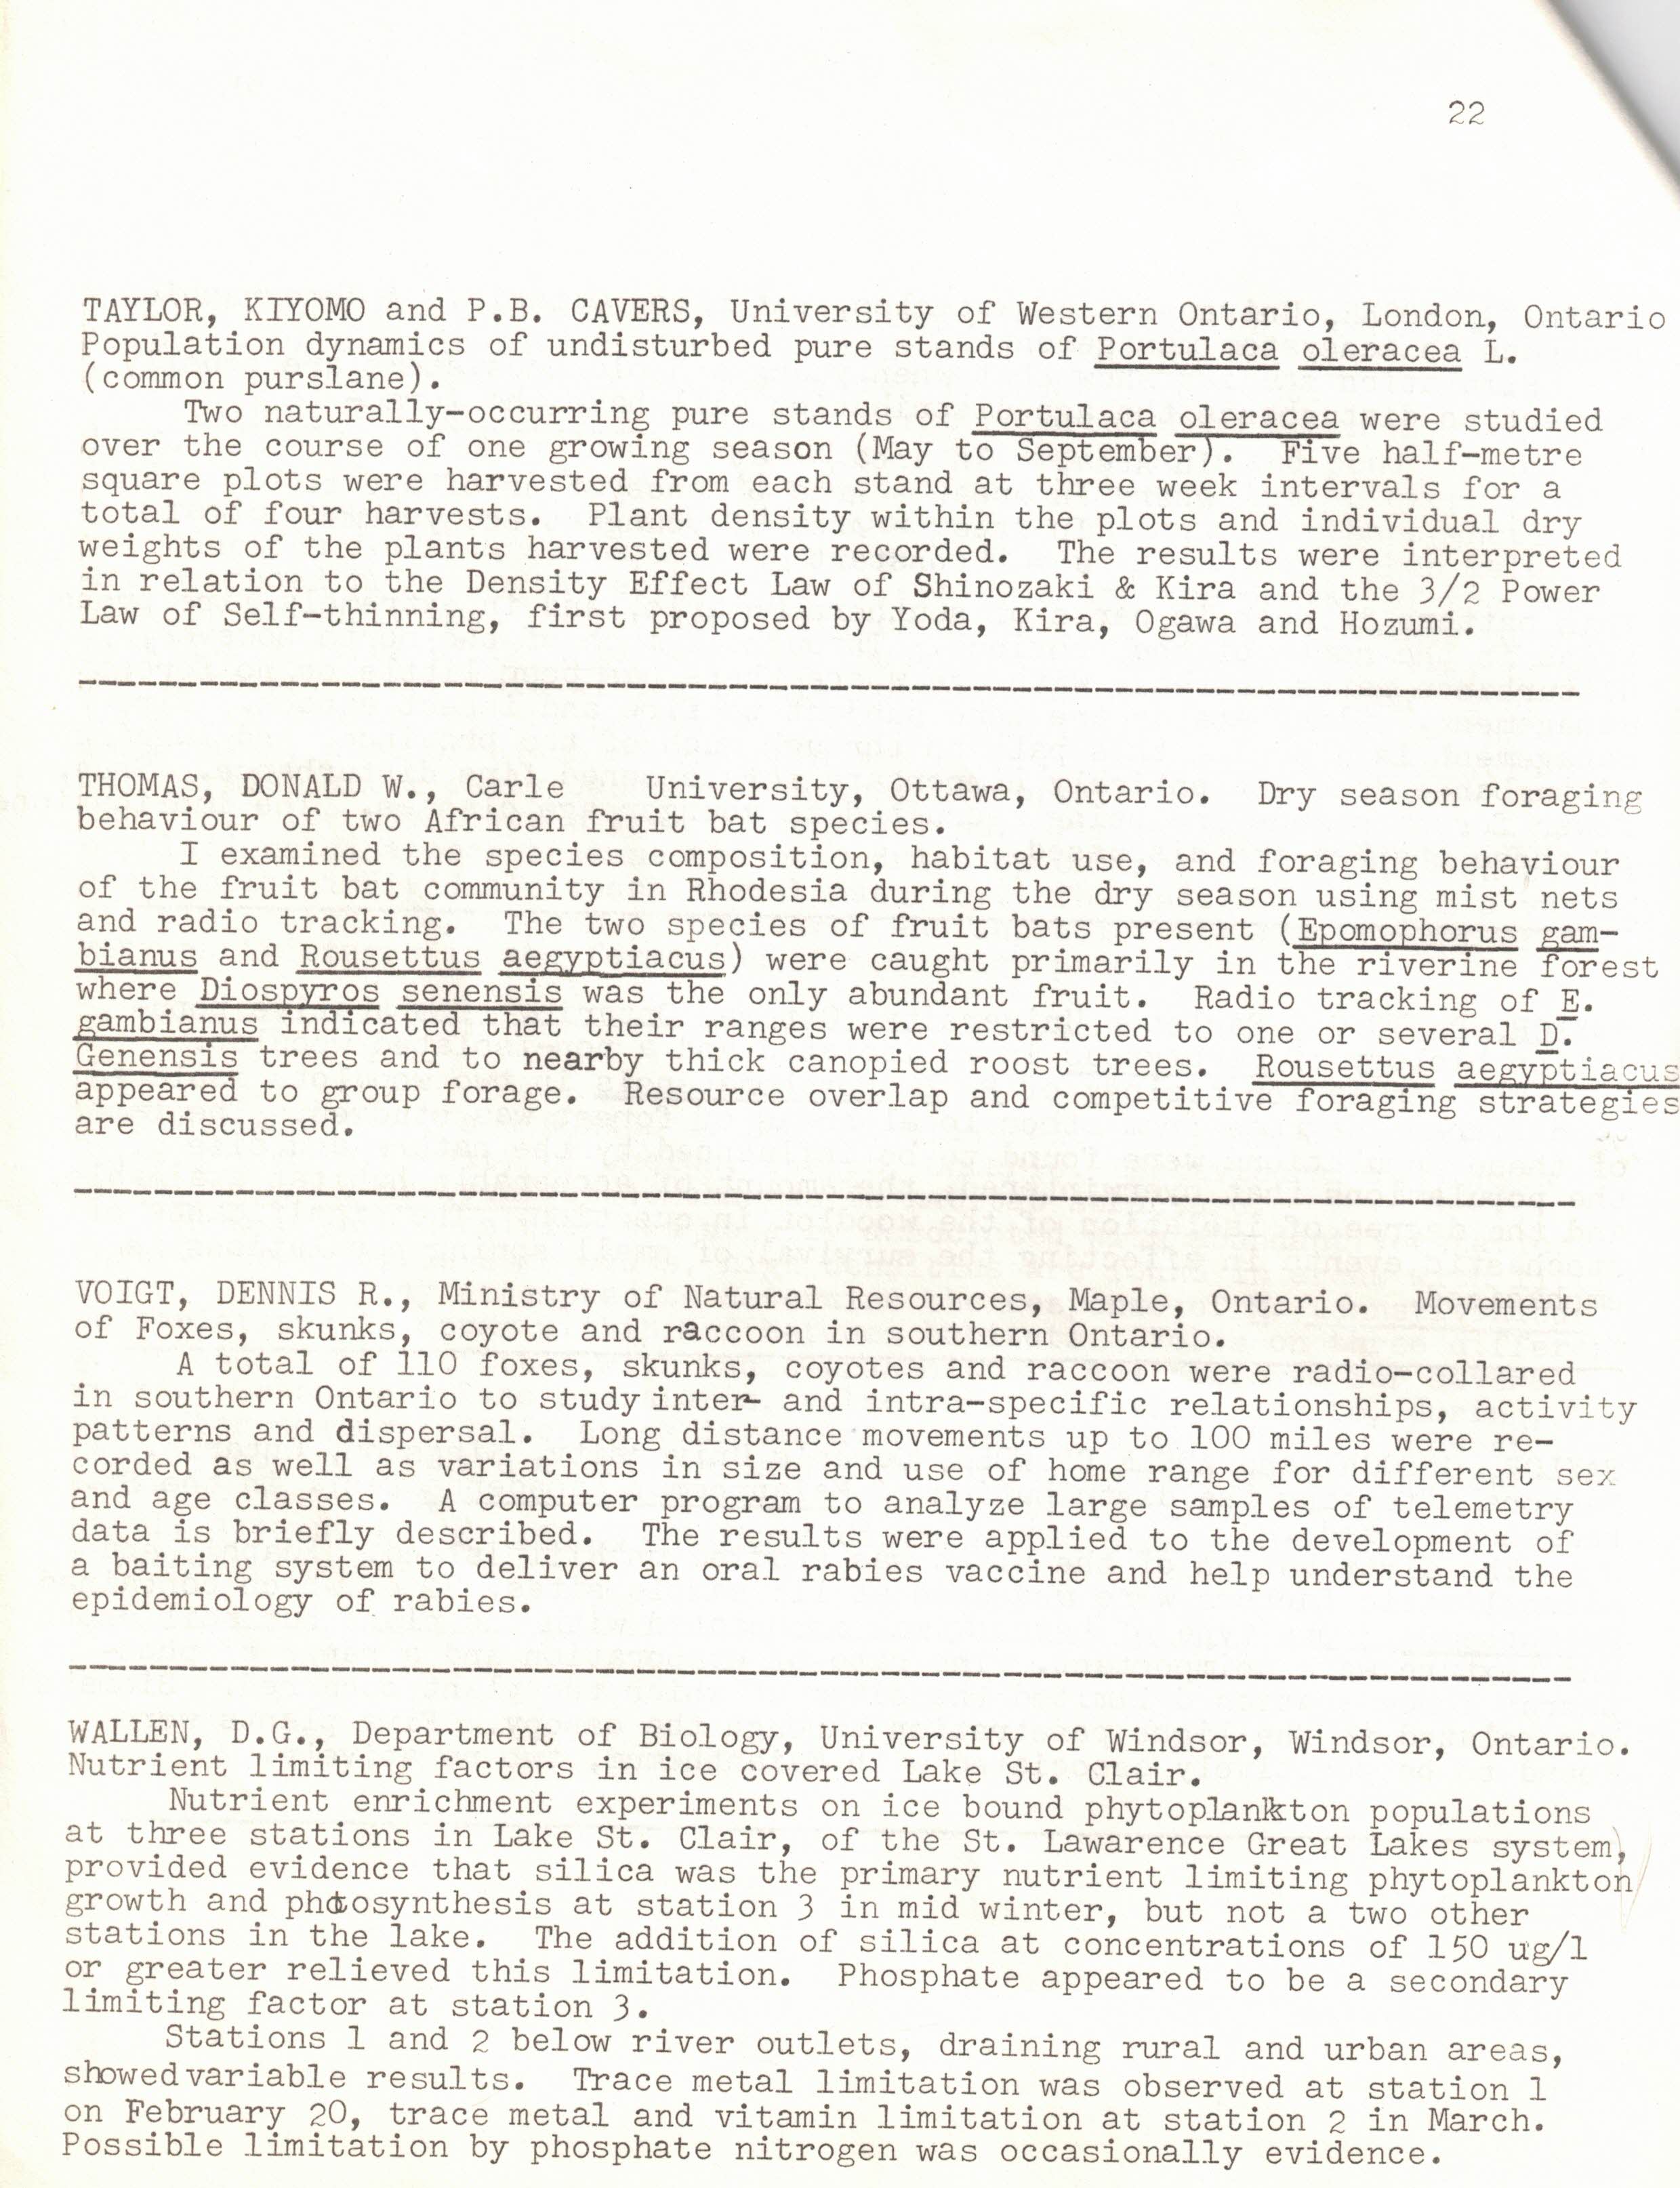 22
TAYLOR, KIYOMO and P.B. CAVERS, University of Western Ontario, London, Ontario
Population dynamics of undisturbed pure stands of Portulaca oleracea L.
(common purslane).
Two naturally-occurring pure stands of Portulaca oleracea were studied
over the course of one growing season (May to September). Five half-metre
square plots were harvested from each stand at three week intervals for a
total of four harvests. Plant density within the plots and individual dry
weights of the plants harvested were recorded. The results were interpreted
in relation to the Density Effect Law of Shinozaki & Kira and the 3/2 Power
Law of Self-thinning, first proposed by Yoda, Kira, Ogawa and Hozumi.
THOMAS, DONALD W., Carle University, Ottawa, Ontario. Dry season foraging
behaviour of two African fruit bat species.
I examined the species composition, habitat use, and foraging behaviour
of the fruit bat community in Rhodesia during the dry season using mist nets
and radio tracking. The two species of fruit bats present (Epomophorus gam-
bianus and Rousettus aegyptiacus) were caught primarily in the riverine forest
where Diospyros senensis was the only abundant fruit. Radio tracking of E.
gambianus indicated that their ranges were restricted to one or several D.
Genensis trees and to nearby thick canopied roost trees. Rousettus aegyptiacus
appeared to group forage. Resource overlap and competitive foraging strategies
are discussed.
VOIGT, DENNIS R., Ministry of Natural Resources, Maple, Ontario. Movements
of Foxes, skunks, coyote and raccoon in southern Ontario.
A total of 110 foxes, skunks, coyotes and raccoon were radio-collared
in southern Ontario to study inter- and intra-specific relationships, activity
patterns and dispersal. Long distance movements up to 100 miles were re-
corded as well as variations in size and use of home range for different sex
and age classes. A computer program to analyze large samples of telemetry
data is briefly described. The results were applied to the development of
a baiting system to deliver an oral rabies vaccine and help understand the
epidemiology of rabies.
WALLEN, D.G., Department of Biology, University of Windsor, Windsor, Ontario.
Nutrient limiting factors in ice covered Lake St. Clair.
Nutrient enrichment experiments on ice bound phytoplankton populations
at three stations in Lake St. Clair, of the St. Lawarence Great Lakes system,
provided evidence that silica was the primary nutrient limiting phytoplankton
growth and photosynthesis at station 3 in mid winter, but not a two other
stations in the lake. The addition of silica at concentrations of 150 ug/l
or greater relieved this limitation. Phosphate appeared to be a secondary
limiting factor at station 3.
Stations 1 and 2 below river outlets, draining rural and urban areas,
showed variable results. Trace metal limitation was observed at station 1
on February 20, trace metal and vitamin limitation at station 2 in March.
Possible limitation by phosphate nitrogen was occasionally evidence.